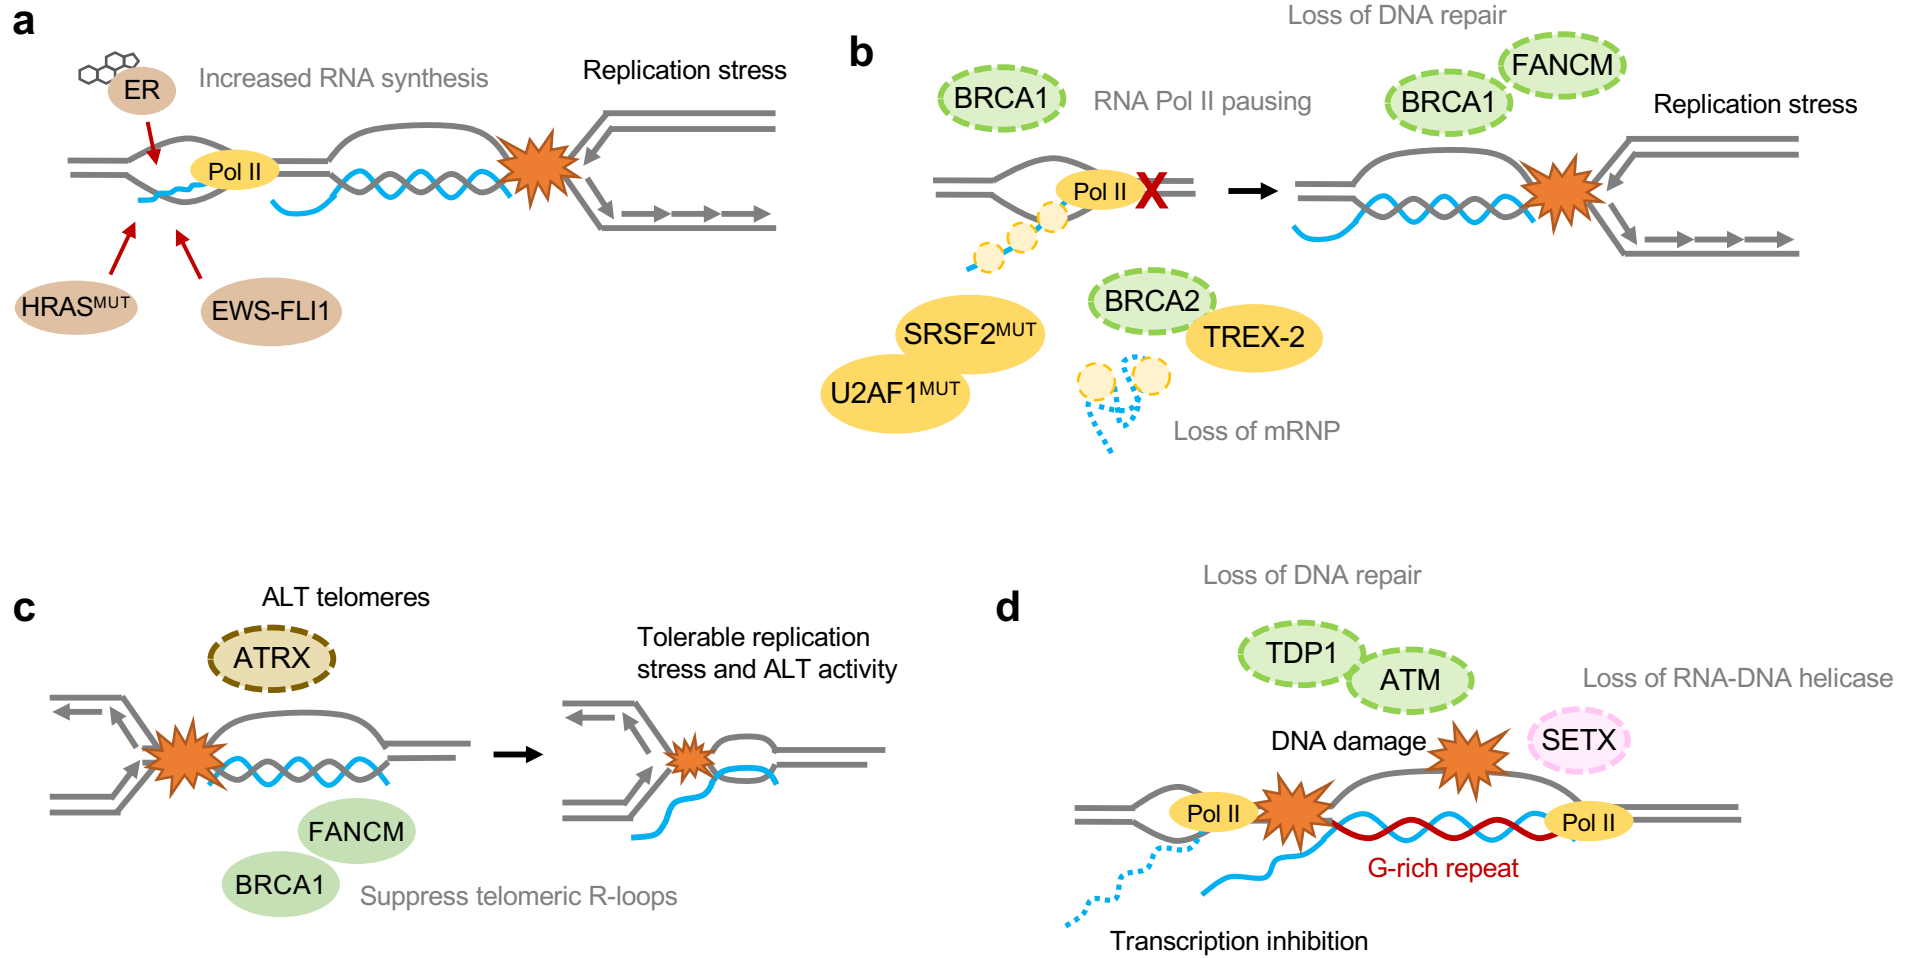 a
ER
Increased RNA synthesis
Replication stress
Pol II
HRASMUT
EWS-FLI1
b
Loss of DNA repair
BRCA1
RNA Pol II pausing
BRCA1
FANCM
Replication stress
Pol II
X
BRCA2
TREX-2
SRSF2MUT
U2AF1MUT
Loss of mRNP
c
ALT telomeres
ATRX
Tolerable replication
stress and ALT activity
FANCM
BRCA1
Suppress telomeric R-loops
d
Loss of DNA repair
TDP1
ATM
Loss of RNA-DNA helicase
SETX
DNA damage
Pol II
Pol II
G-rich repeat
Transcription inhibition